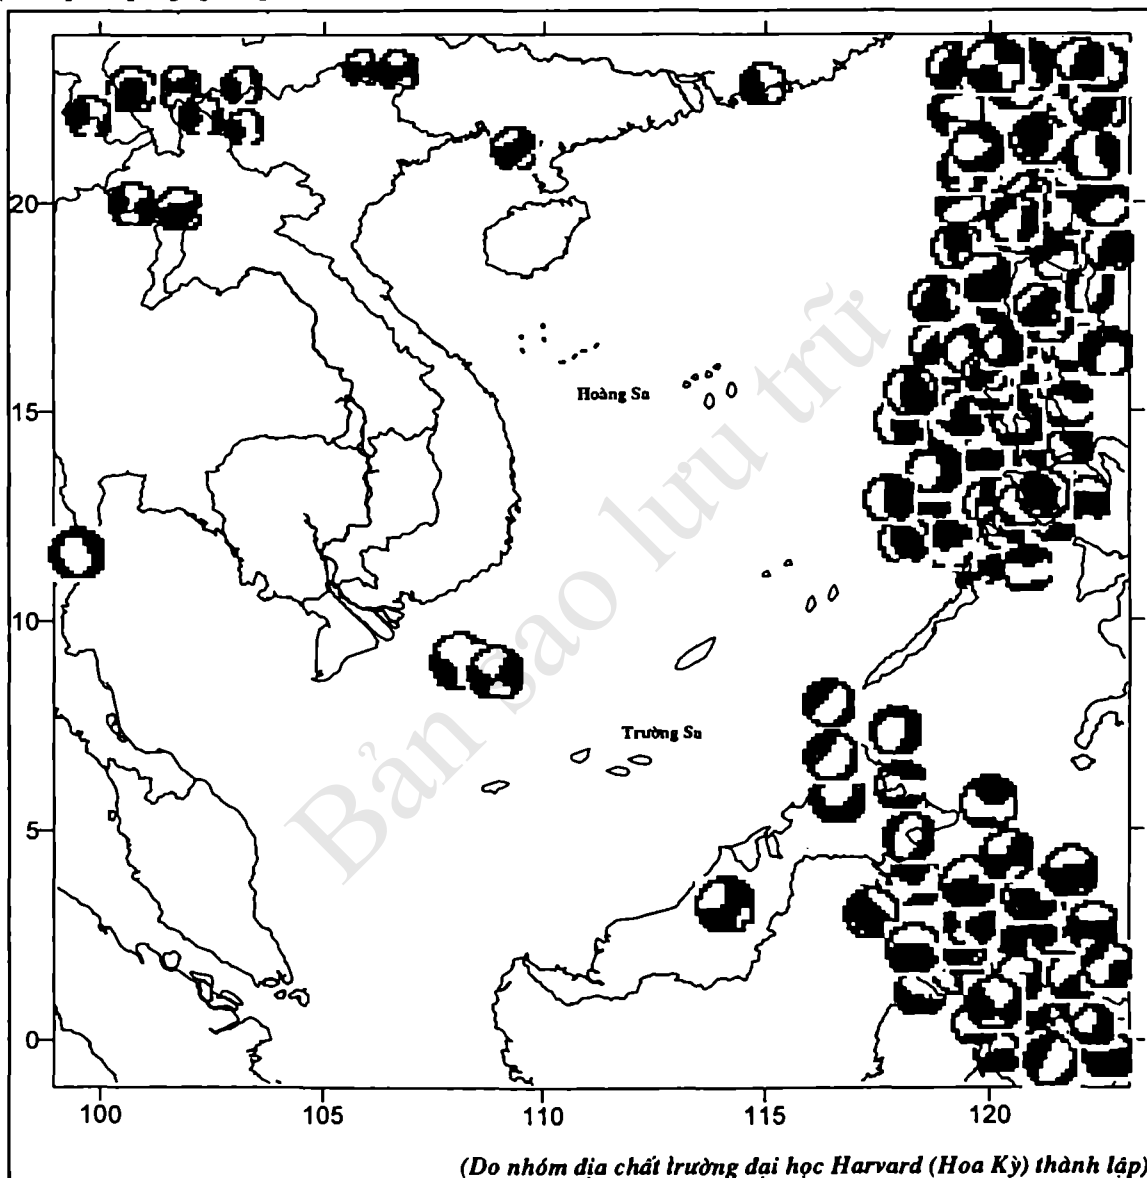 20
15
10
5
0
Hoàng Sa
Trường Sa
Bản sao lưu trữ
100 105 110 115 120
(Do nhóm địa chất trường đại học Harvard (Hoa Kỳ) thành lập)